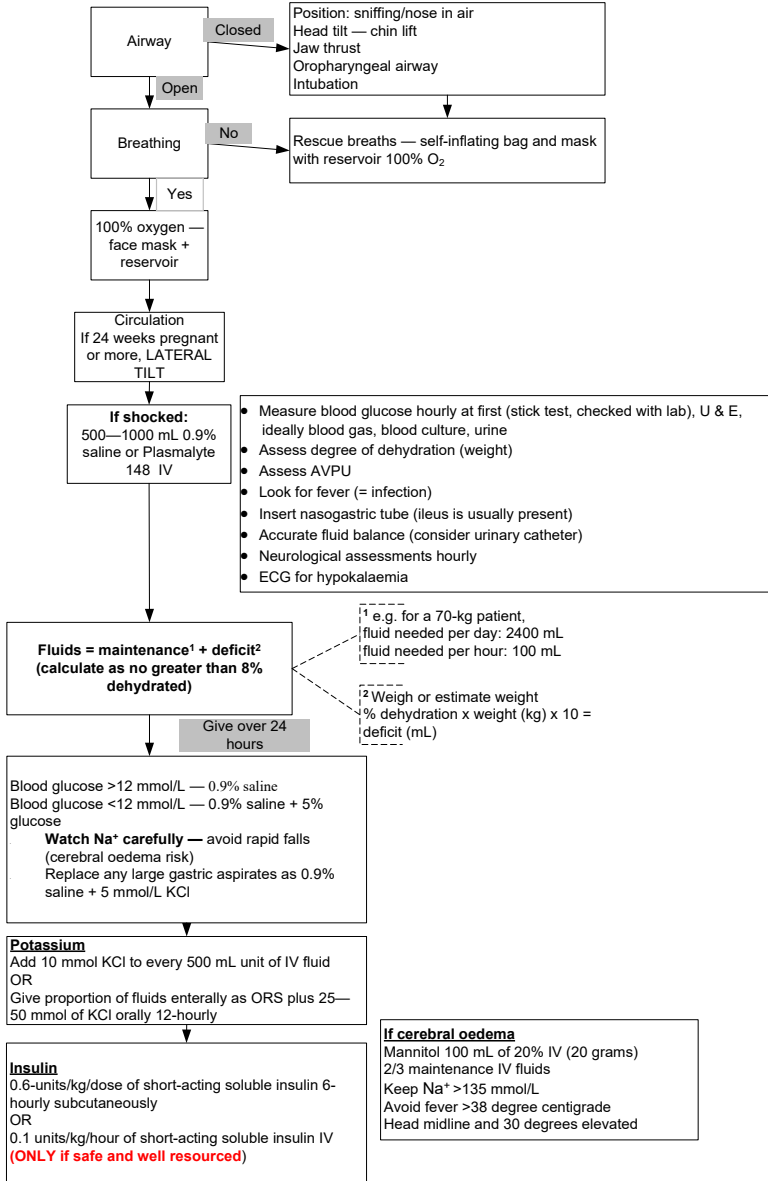 Airway
Closed
Position: sniffing/nose in air
Head tilt — chin lift
Jaw thrust
Oropharyngeal airway
Intubation
Open
Breathing
No
Rescue breaths — self-inflating bag and mask
with reservoir 100% O₂
Yes
100% oxygen —
face mask +
reservoir
Circulation
If 24 weeks pregnant
or more, LATERAL
TILT
If shocked:
500—1000 mL 0.9%
saline or Plasmalyte
148 IV
● Measure blood glucose hourly at first (stick test, checked with lab), U & E,
ideally blood gas, blood culture, urine
● Assess degree of dehydration (weight)
● Assess AVPU
● Look for fever (= infection)
● Insert nasogastric tube (ileus is usually present)
● Accurate fluid balance (consider urinary catheter)
● Neurological assessments hourly
● ECG for hypokalaemia
Fluids = maintenance¹ + deficit²
(calculate as no greater than 8%
dehydrated)
¹ e.g. for a 70-kg patient,
fluid needed per day: 2400 mL
fluid needed per hour: 100 mL
² Weigh or estimate weight
% dehydration x weight (kg) x 10 =
deficit (mL)
Give over 24
hours
Blood glucose >12 mmol/L — 0.9% saline
Blood glucose <12 mmol/L — 0.9% saline + 5%
glucose
Watch Na⁺ carefully — avoid rapid falls
(cerebral oedema risk)
Replace any large gastric aspirates as 0.9%
saline + 5 mmol/L KCl
Potassium
Add 10 mmol KCl to every 500 mL unit of IV fluid
OR
Give proportion of fluids enterally as ORS plus 25—
50 mmol of KCl orally 12-hourly
Insulin
0.6-units/kg/dose of short-acting soluble insulin 6-
hourly subcutaneously
OR
0.1 units/kg/hour of short-acting soluble insulin IV
(ONLY if safe and well resourced)
If cerebral oedema
Mannitol 100 mL of 20% IV (20 grams)
2/3 maintenance IV fluids
Keep Na⁺ >135 mmol/L
Avoid fever >38 degree centigrade
Head midline and 30 degrees elevated